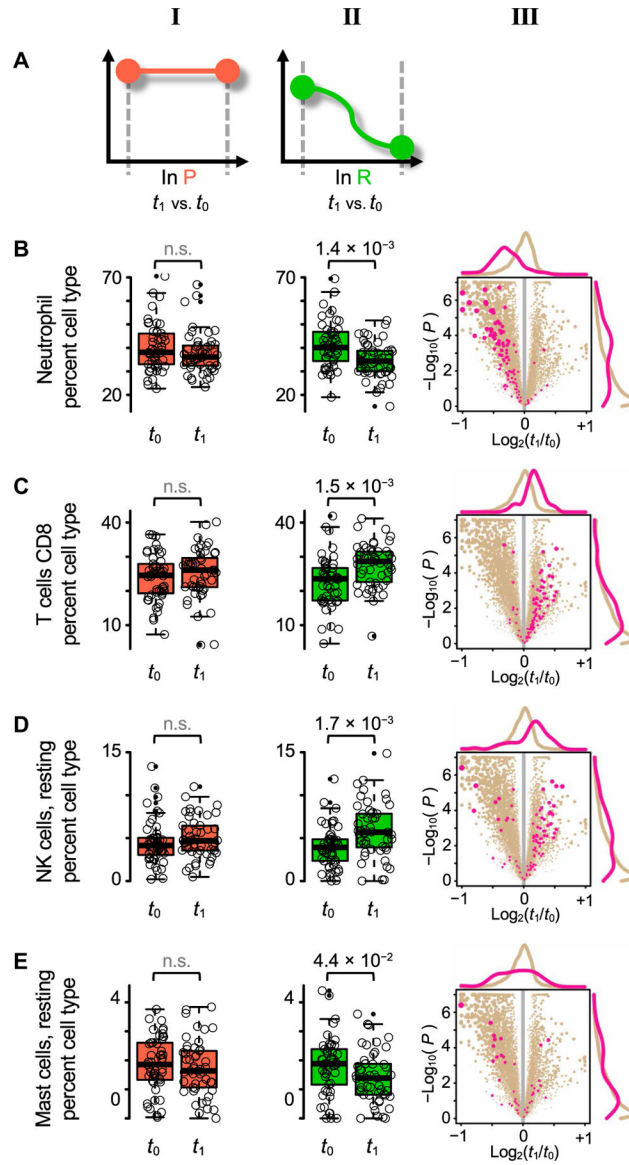 I II III
A
ln P ln R
t₁ vs. t₀ t₁ vs. t₀
B
Neutrophil
percent cell type
n.s. 1.4 × 10⁻³
70 70
20 20
t₀ t₁ t₀ t₁
−Log₁₀(P)
6
4
2
0
−1 0 +1
Log₂(t₁/t₀)
C
T cells CD8
percent cell type
n.s. 1.5 × 10⁻³
40 40
10 10
t₀ t₁ t₀ t₁
−Log₁₀(P)
6
4
2
0
−1 0 +1
Log₂(t₁/t₀)
D
NK cells, resting
percent cell type
n.s. 1.7 × 10⁻³
15 15
0 0
t₀ t₁ t₀ t₁
−Log₁₀(P)
6
4
2
0
−1 0 +1
Log₂(t₁/t₀)
E
Mast cells, resting
percent cell type
n.s. 4.4 × 10⁻²
4 4
0 0
t₀ t₁ t₀ t₁
−Log₁₀(P)
6
4
2
0
−1 0 +1
Log₂(t₁/t₀)